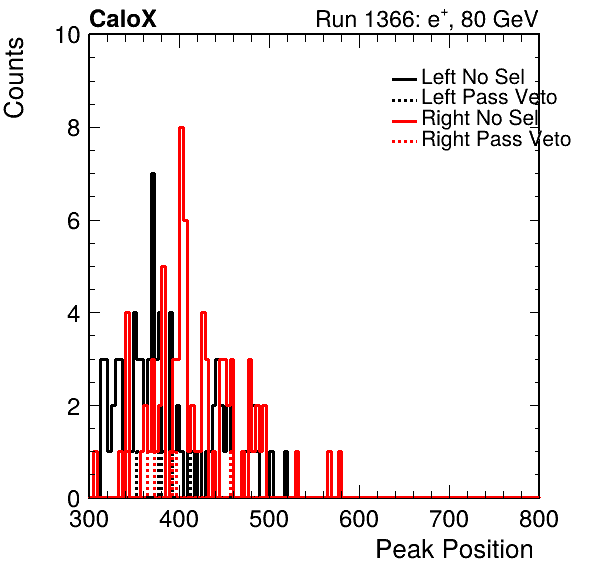 CaloX
Run 1366: e⁺, 80 GeV
Counts
10
8
6
4
2
0
Left No Sel
Left Pass Veto
Right No Sel
Right Pass Veto
300 400 500 600 700 800
Peak Position